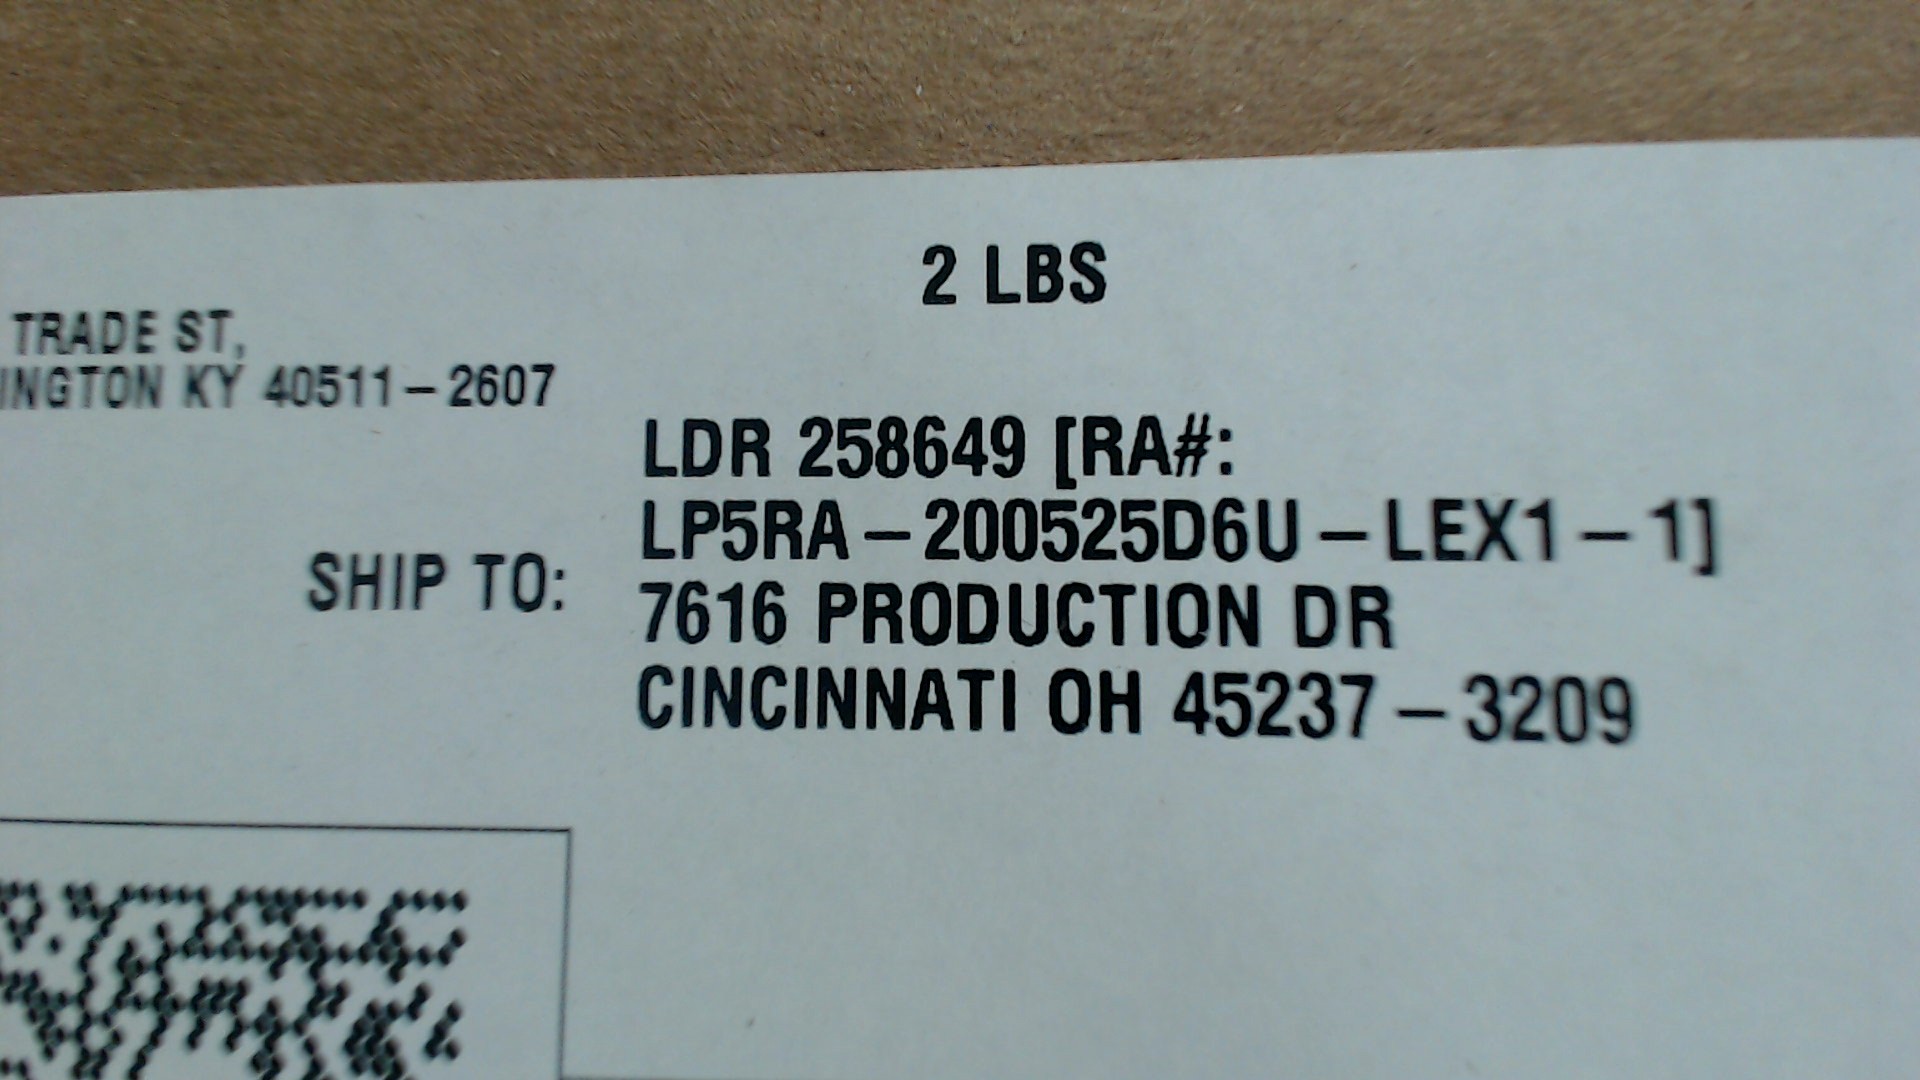 2 LBS
TRADE ST,
INGTON KY 40511-2607
LDR 258649 [RA#:
LP5RA-200525D6U-LEX1-1]
SHIP TO:
7616 PRODUCTION DR
CINCINNATI OH 45237-3209